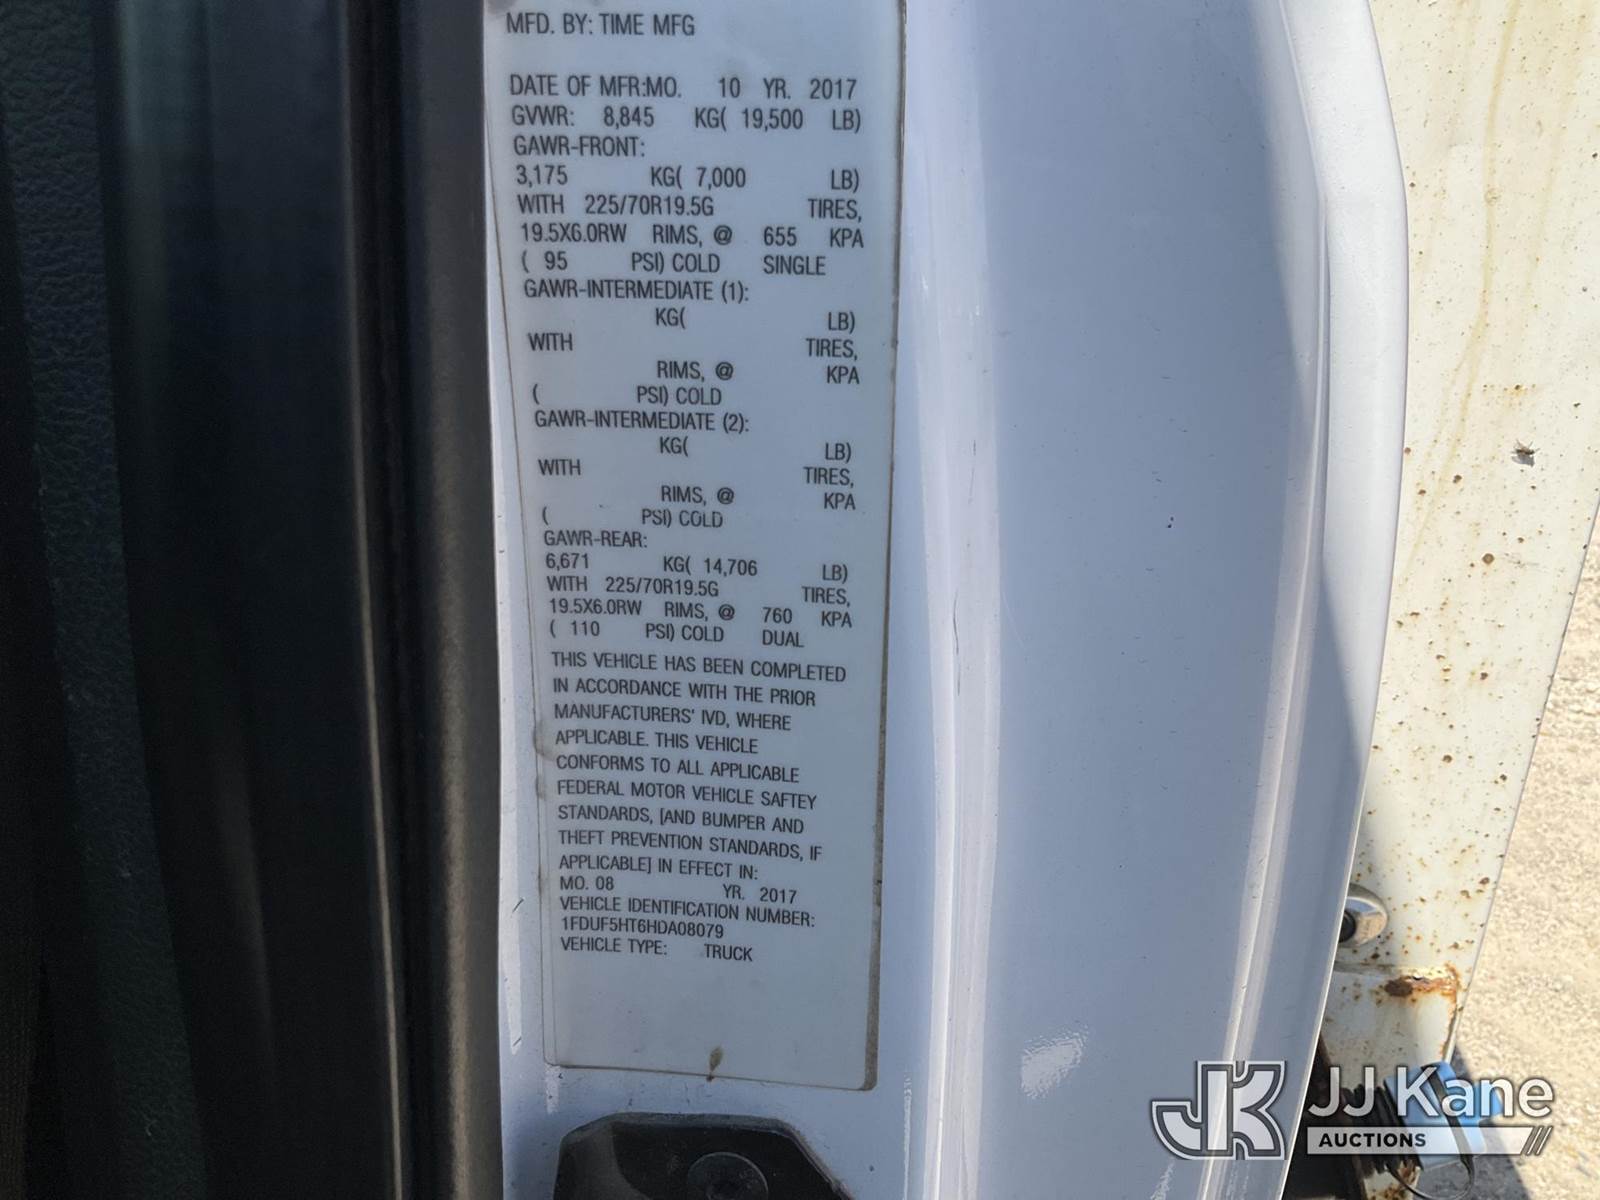 MFD. BY: TIME MFG
DATE OF MFR:MO. 10 YR. 2017
GVWR: 8,845 KG( 19,500 LB)
GAWR-FRONT:
3,175 KG( 7,000 LB)
WITH 225/70R19.5G TIRES,
19.5X6.0RW RIMS, @ 655 KPA
( 95 PSI) COLD SINGLE
GAWR-INTERMEDIATE (1):
KG( LB)
WITH TIRES,
RIMS, @ KPA
( PSI) COLD
GAWR-INTERMEDIATE (2):
KG( LB)
WITH TIRES,
RIMS, @ KPA
( PSI) COLD
GAWR-REAR:
6,671 KG( 14,706 LB)
WITH 225/70R19.5G TIRES,
19.5X6.0RW RIMS, @ 760 KPA
( 110 PSI) COLD DUAL
THIS VEHICLE HAS BEEN COMPLETED
IN ACCORDANCE WITH THE PRIOR
MANUFACTURERS' IVD, WHERE
APPLICABLE. THIS VEHICLE
CONFORMS TO ALL APPLICABLE
FEDERAL MOTOR VEHICLE SAFTEY
STANDARDS, [AND BUMPER AND
THEFT PREVENTION STANDARDS, IF
APPLICABLE] IN EFFECT IN:
MO. 08 YR. 2017
VEHICLE IDENTIFICATION NUMBER:
1FDUF5HT6HDA08079
VEHICLE TYPE: TRUCK
JK JJ Kane
AUCTIONS